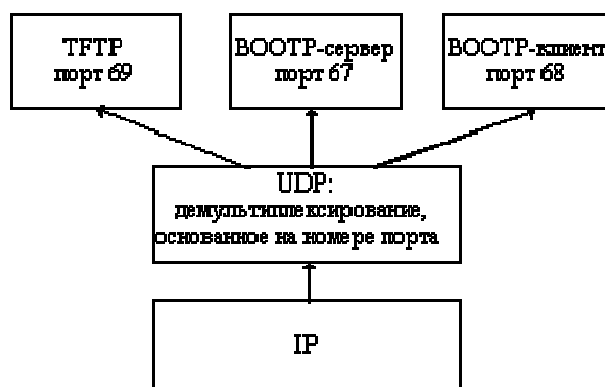 TFTP
порт 69
BOOTP-сервер
порт 67
BOOTP-клиент
порт 68
UDP:
демультиплексирование,
основанное на номере порта
IP